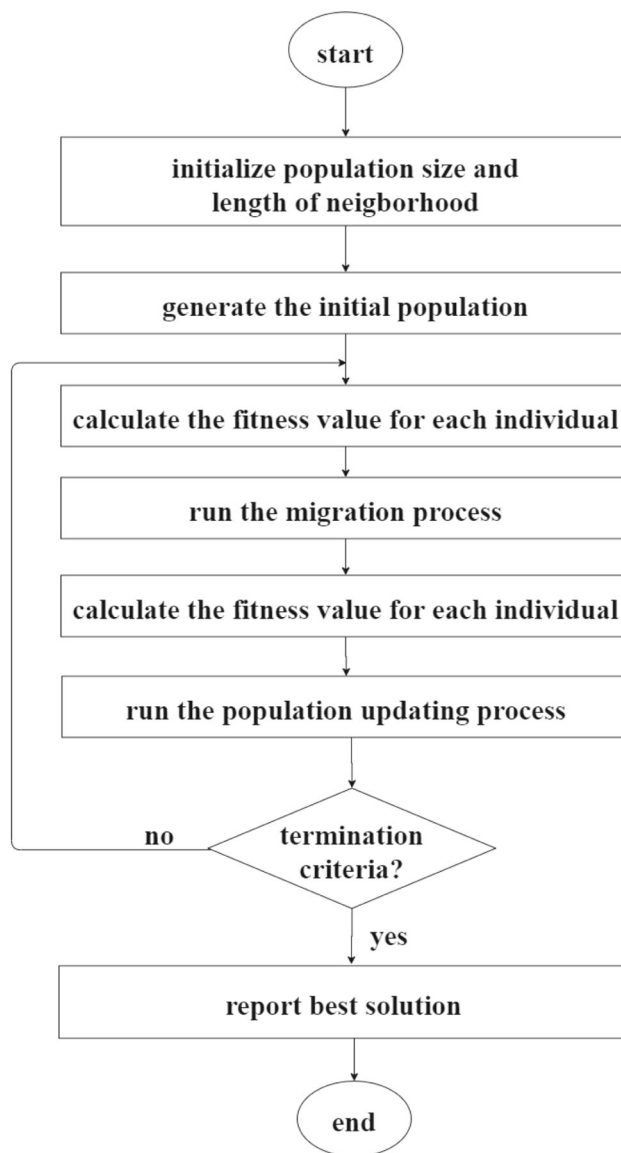 start
initialize population size and
length of neigborhood
generate the initial population
calculate the fitness value for each individual
run the migration process
calculate the fitness value for each individual
run the population updating process
termination
criteria?
no
yes
report best solution
end